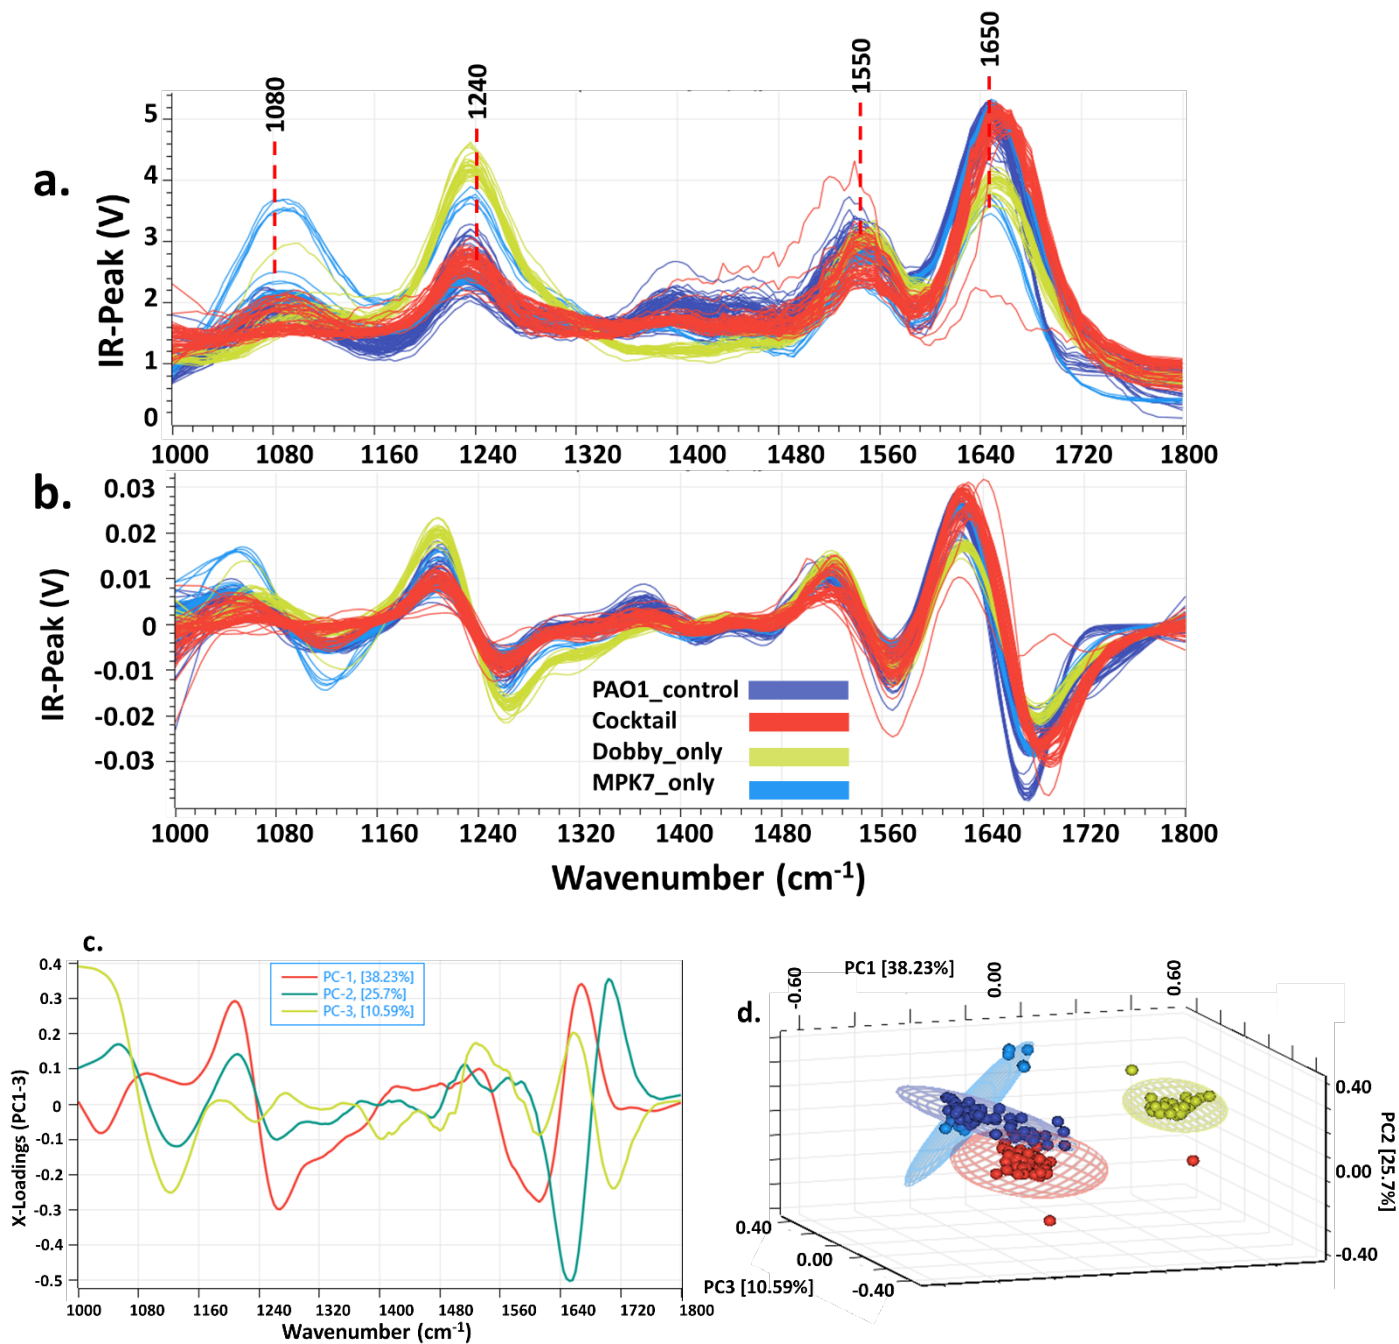 1080
1240
1550
1650
a.
IR-Peak (V)
5
4
3
2
1
0
1000 1080 1160 1240 1320 1400 1480 1560 1640 1720 1800
b.
IR-Peak (V)
0.03
0.02
0.01
0
-0.01
-0.02
-0.03
PAO1_control
Cocktail
Dobby_only
MPK7_only
1000 1080 1160 1240 1320 1400 1480 1560 1640 1720 1800
Wavenumber (cm-1)
c.
X-Loadings (PC1-3)
0.4
0.3
0.2
0.1
0
-0.1
-0.2
-0.3
-0.4
-0.5
PC-1, [38.23%]
PC-2, [25.7%]
PC-3, [10.59%]
1000 1080 1160 1240 1320 1400 1480 1560 1640 1720 1800
Wavenumber (cm-1)
d.
PC1 [38.23%]
-0.60
0.00
0.60
0.40
0.00
-0.40
PC2 [25.7%]
0.40
0.00
-0.40
PC3 [10.59%]